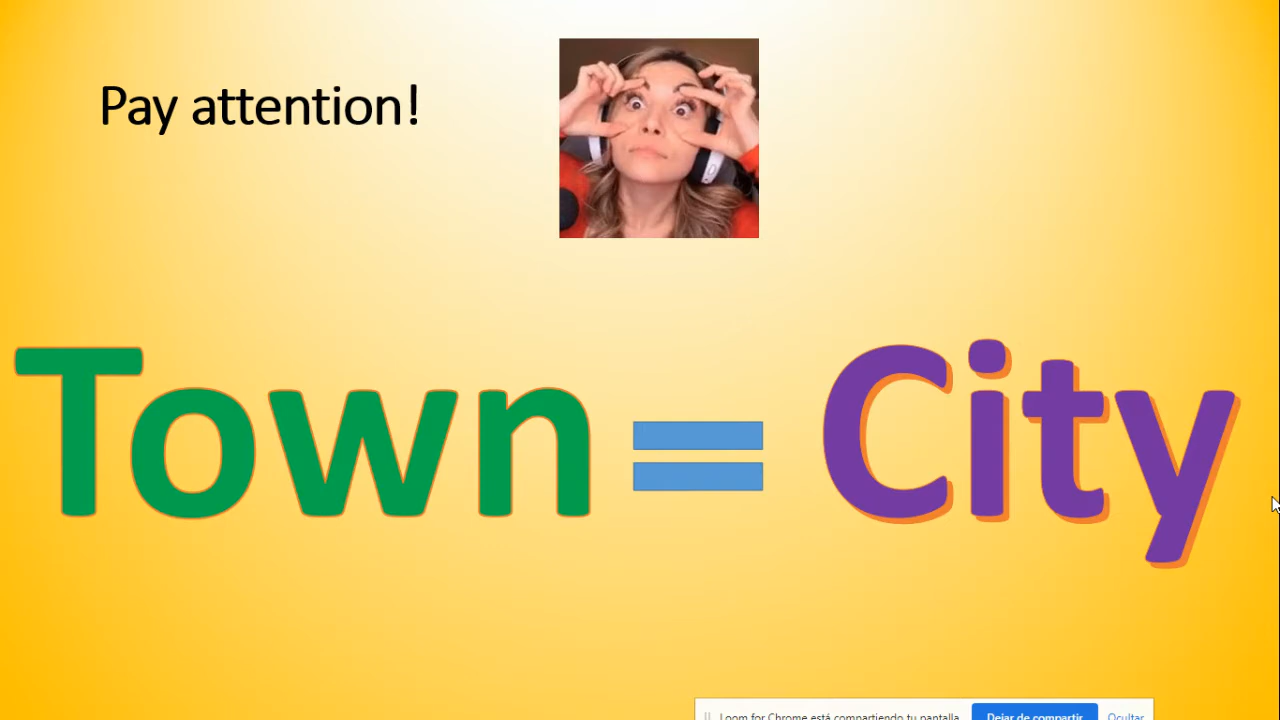 Pay attention!
Town = City
Loom for Chrome está compartiendo tu pantalla.
Dejar de compartir
Ocultar